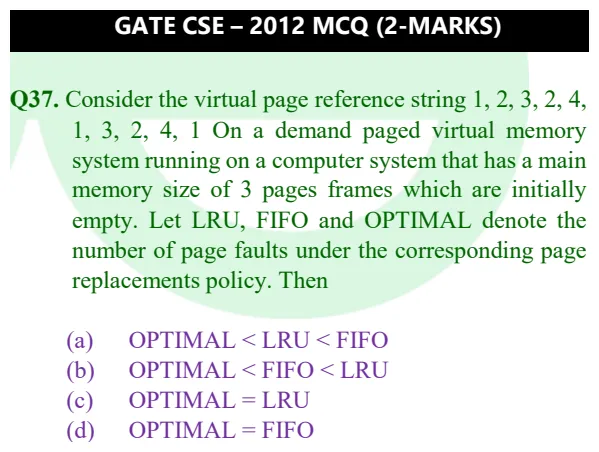 GATE CSE – 2012 MCQ (2-MARKS)
Q37. Consider the virtual page reference string 1, 2, 3, 2, 4,
1, 3, 2, 4, 1 On a demand paged virtual memory
system running on a computer system that has a main
memory size of 3 pages frames which are initially
empty. Let LRU, FIFO and OPTIMAL denote the
number of page faults under the corresponding page
replacements policy. Then
(a) OPTIMAL < LRU < FIFO
(b) OPTIMAL < FIFO < LRU
(c) OPTIMAL = LRU
(d) OPTIMAL = FIFO